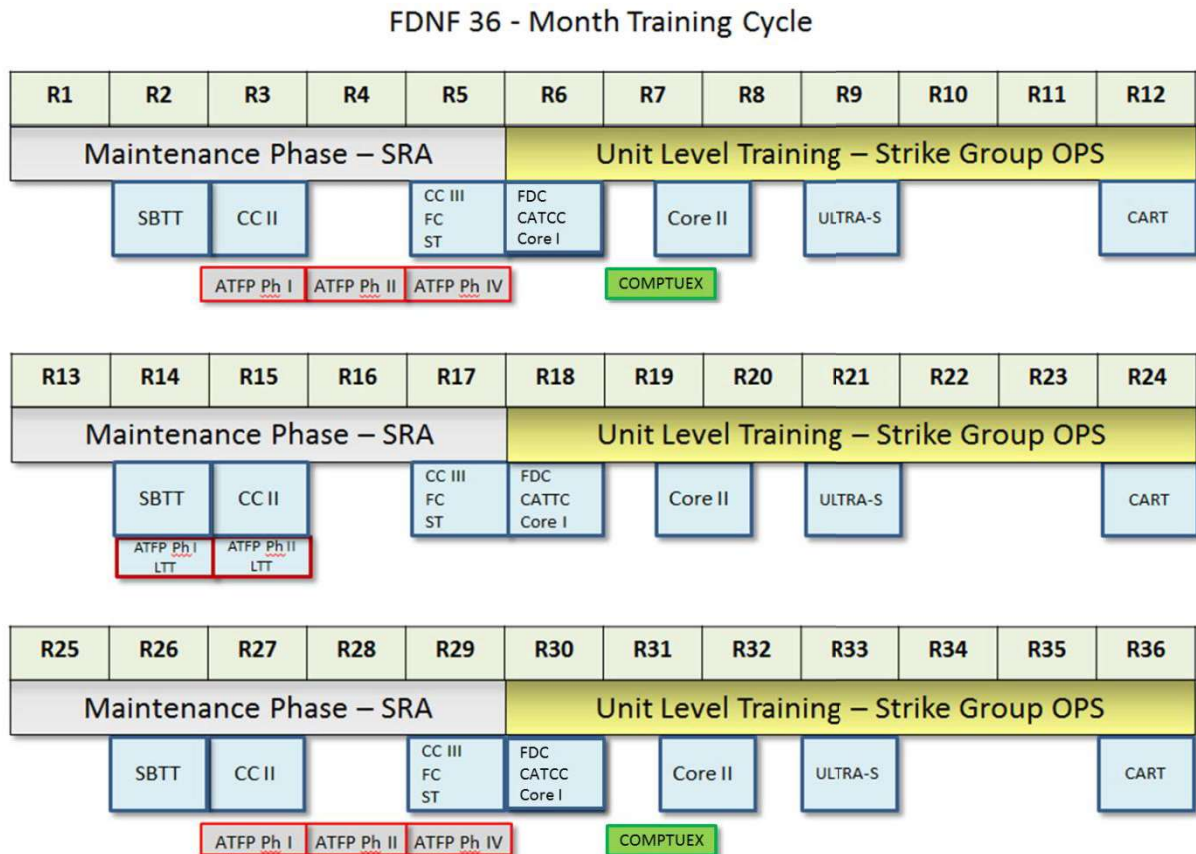 FDNF 36 - Month Training Cycle
R1 R2 R3 R4 R5 R6 R7 R8 R9 R10 R11 R12
Maintenance Phase – SRA Unit Level Training – Strike Group OPS
SBTT
CC II
CC III
FC
ST
FDC
CATCC
Core I
Core II
ULTRA-S
CART
ATFP Ph I ATFP Ph II ATFP Ph IV COMPTUEX
R13 R14 R15 R16 R17 R18 R19 R20 R21 R22 R23 R24
Maintenance Phase – SRA Unit Level Training – Strike Group OPS
SBTT
CC II
CC III
FC
ST
FDC
CATTC
Core I
Core II
ULTRA-S
CART
ATFP Ph I
LTT
ATFP Ph II
LTT
R25 R26 R27 R28 R29 R30 R31 R32 R33 R34 R35 R36
Maintenance Phase – SRA Unit Level Training – Strike Group OPS
SBTT
CC II
CC III
FC
ST
FDC
CATCC
Core I
Core II
ULTRA-S
CART
ATFP Ph I ATFP Ph II ATFP Ph IV COMPTUEX